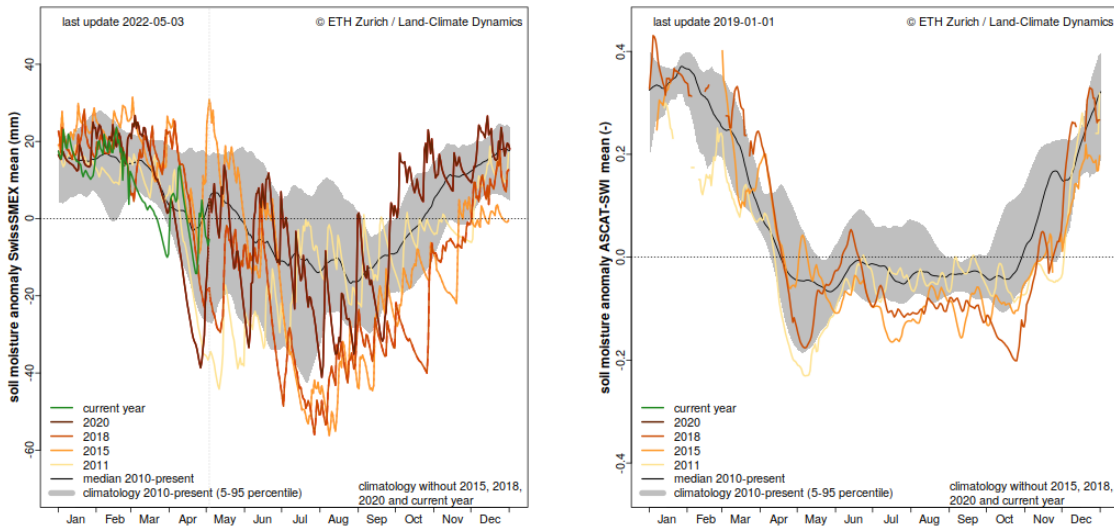 last update 2022-05-03 © ETH Zurich / Land-Climate Dynamics
soil moisture anomaly SwissSMEX mean (mm)
40
20
0
-20
-40
-60
current year
2020
2018
2015
2011
median 2010-present
climatology 2010-present (5-95 percentile)
climatology without 2015, 2018,
2020 and current year
Jan Feb Mar Apr May Jun Jul Aug Sep Oct Nov Dec
last update 2019-01-01 © ETH Zurich / Land-Climate Dynamics
soil moisture anomaly ASCAT-SWI mean (-)
0.4
0.2
0.0
-0.2
-0.4
current year
2020
2018
2015
2011
median 2010-present
climatology 2010-present (5-95 percentile)
climatology without 2015, 2018,
2020 and current year
Jan Feb Mar Apr May Jun Jul Aug Sep Oct Nov Dec